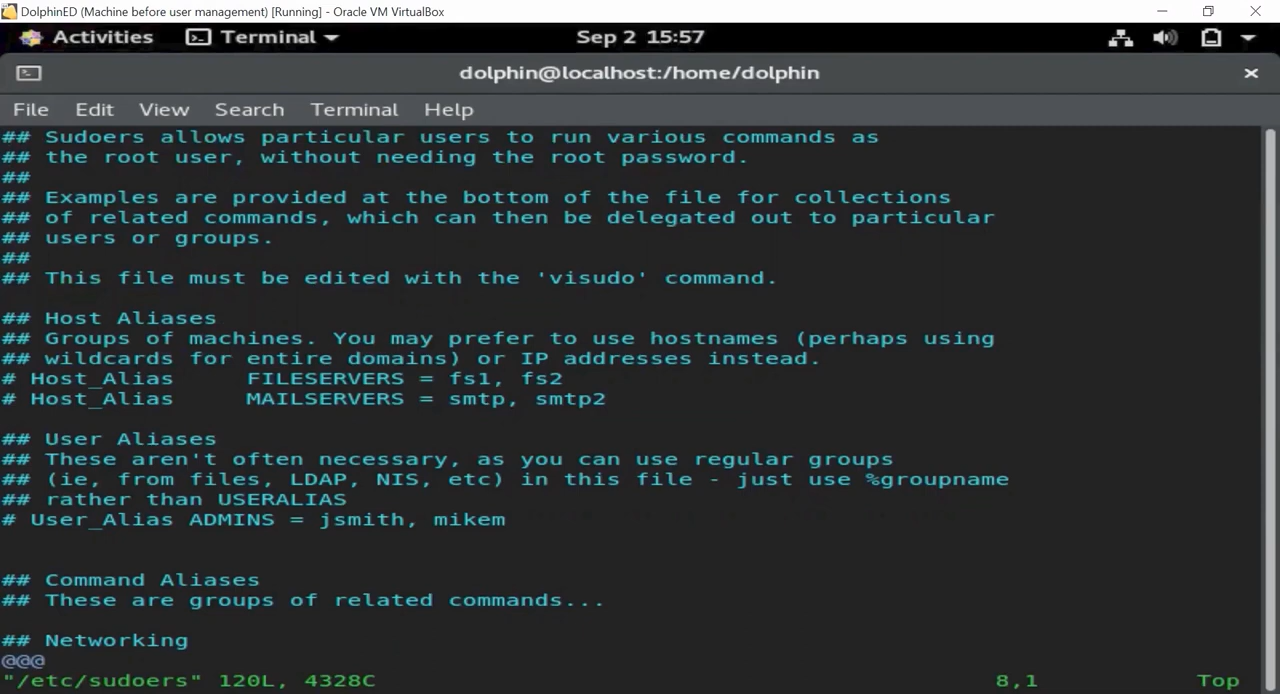 DolphinED (Machine before user management) [Running] - Oracle VM VirtualBox
Activities Terminal Sep 2 15:57
dolphin@localhost:/home/dolphin
File Edit View Search Terminal Help
## Sudoers allows particular users to run various commands as
## the root user, without needing the root password.
##
## Examples are provided at the bottom of the file for collections
## of related commands, which can then be delegated out to particular
## users or groups.
##
## This file must be edited with the 'visudo' command.
## Host Aliases
## Groups of machines. You may prefer to use hostnames (perhaps using
## wildcards for entire domains) or IP addresses instead.
# Host_Alias     FILESERVERS = fs1, fs2
# Host_Alias     MAILSERVERS = smtp, smtp2
## User Aliases
## These aren't often necessary, as you can use regular groups
## (ie, from files, LDAP, NIS, etc) in this file - just use %groupname
## rather than USERALIAS
# User_Alias ADMINS = jsmith, mikem
## Command Aliases
## These are groups of related commands...
## Networking
@@@
"/etc/sudoers" 120L, 4328C 8,1 Top